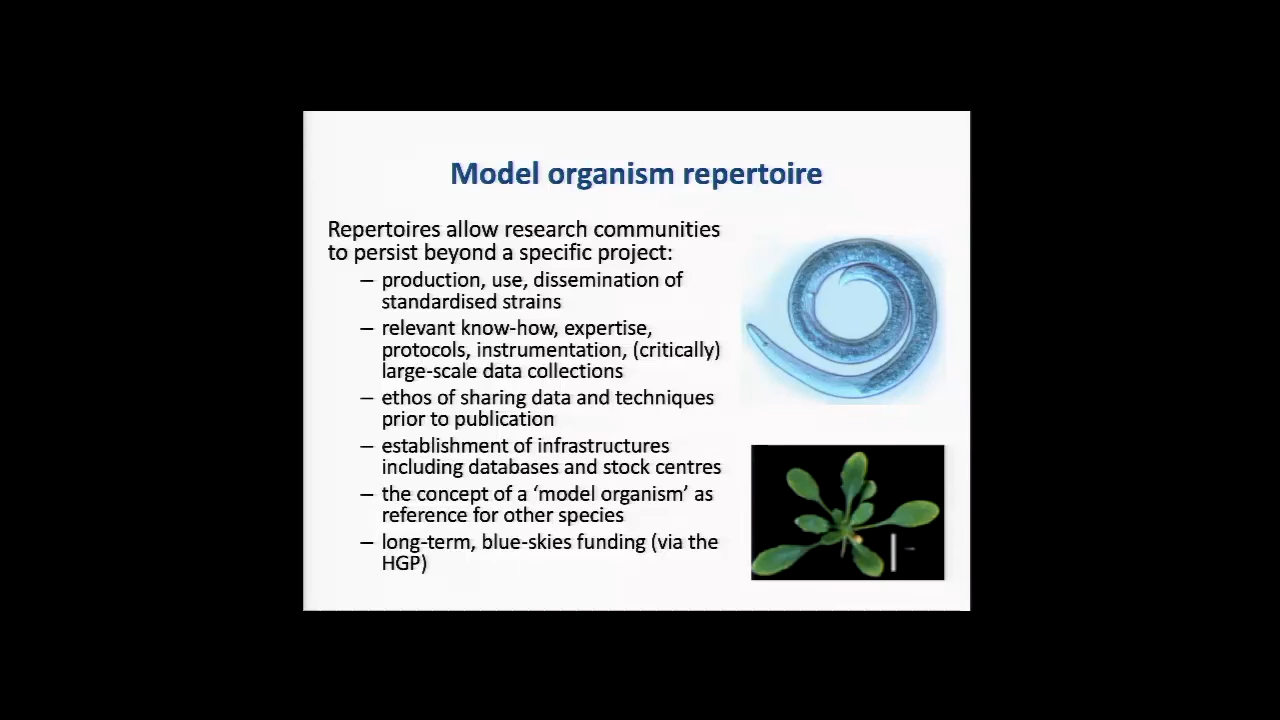 Model organism repertoire
Repertoires allow research communities
to persist beyond a specific project:
– production, use, dissemination of
standardised strains
– relevant know-how, expertise,
protocols, instrumentation, (critically)
large-scale data collections
– ethos of sharing data and techniques
prior to publication
– establishment of infrastructures
including databases and stock centres
– the concept of a ‘model organism’ as
reference for other species
– long-term, blue-skies funding (via the
HGP)